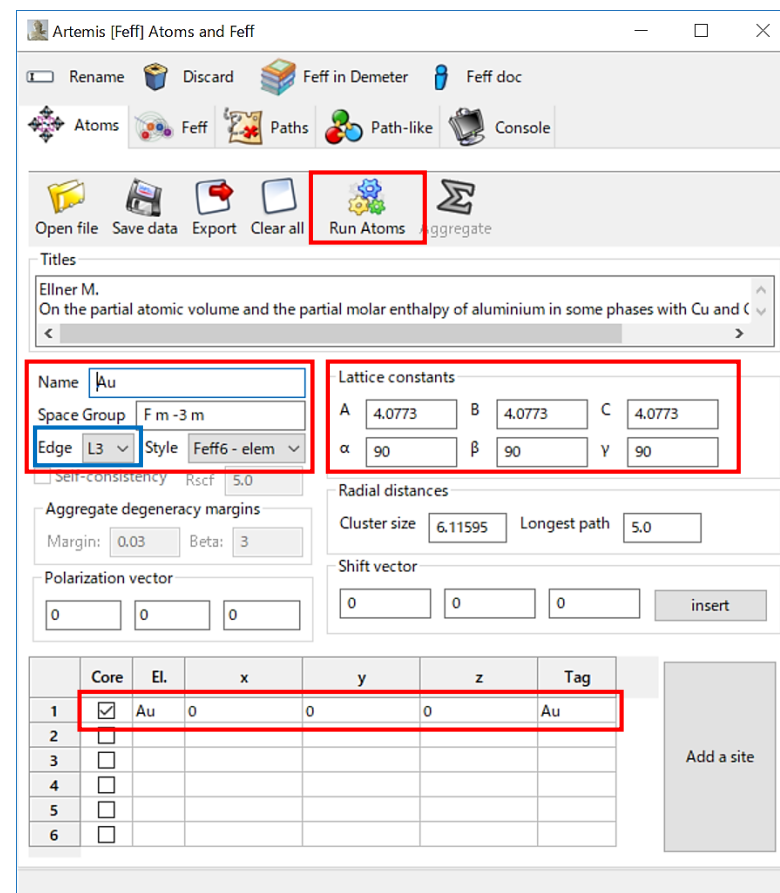 Artemis [Feff] Atoms and Feff
Rename Discard Feff in Demeter Feff doc
Atoms Feff Paths Path-like Console
Open file Save data Export Clear all Run Atoms Aggregate
Titles
Ellner M.
On the partial atomic volume and the partial molar enthalpy of aluminium in some phases with Cu and
Name Au
Space Group F m -3 m
Edge L3 Style Feff6 - elem
Self-consistency Rscf 5.0
Aggregate degeneracy margins
Margin: 0.03 Beta: 3
Polarization vector
0 0 0
Lattice constants
A 4.0773 B 4.0773 C 4.0773
α 90 β 90 γ 90
Radial distances
Cluster size 6.11595 Longest path 5.0
Shift vector
0 0 0 insert
Core El. x y z Tag
1 Au 0 0 0 Au
2
3
4
5
6
Add a site